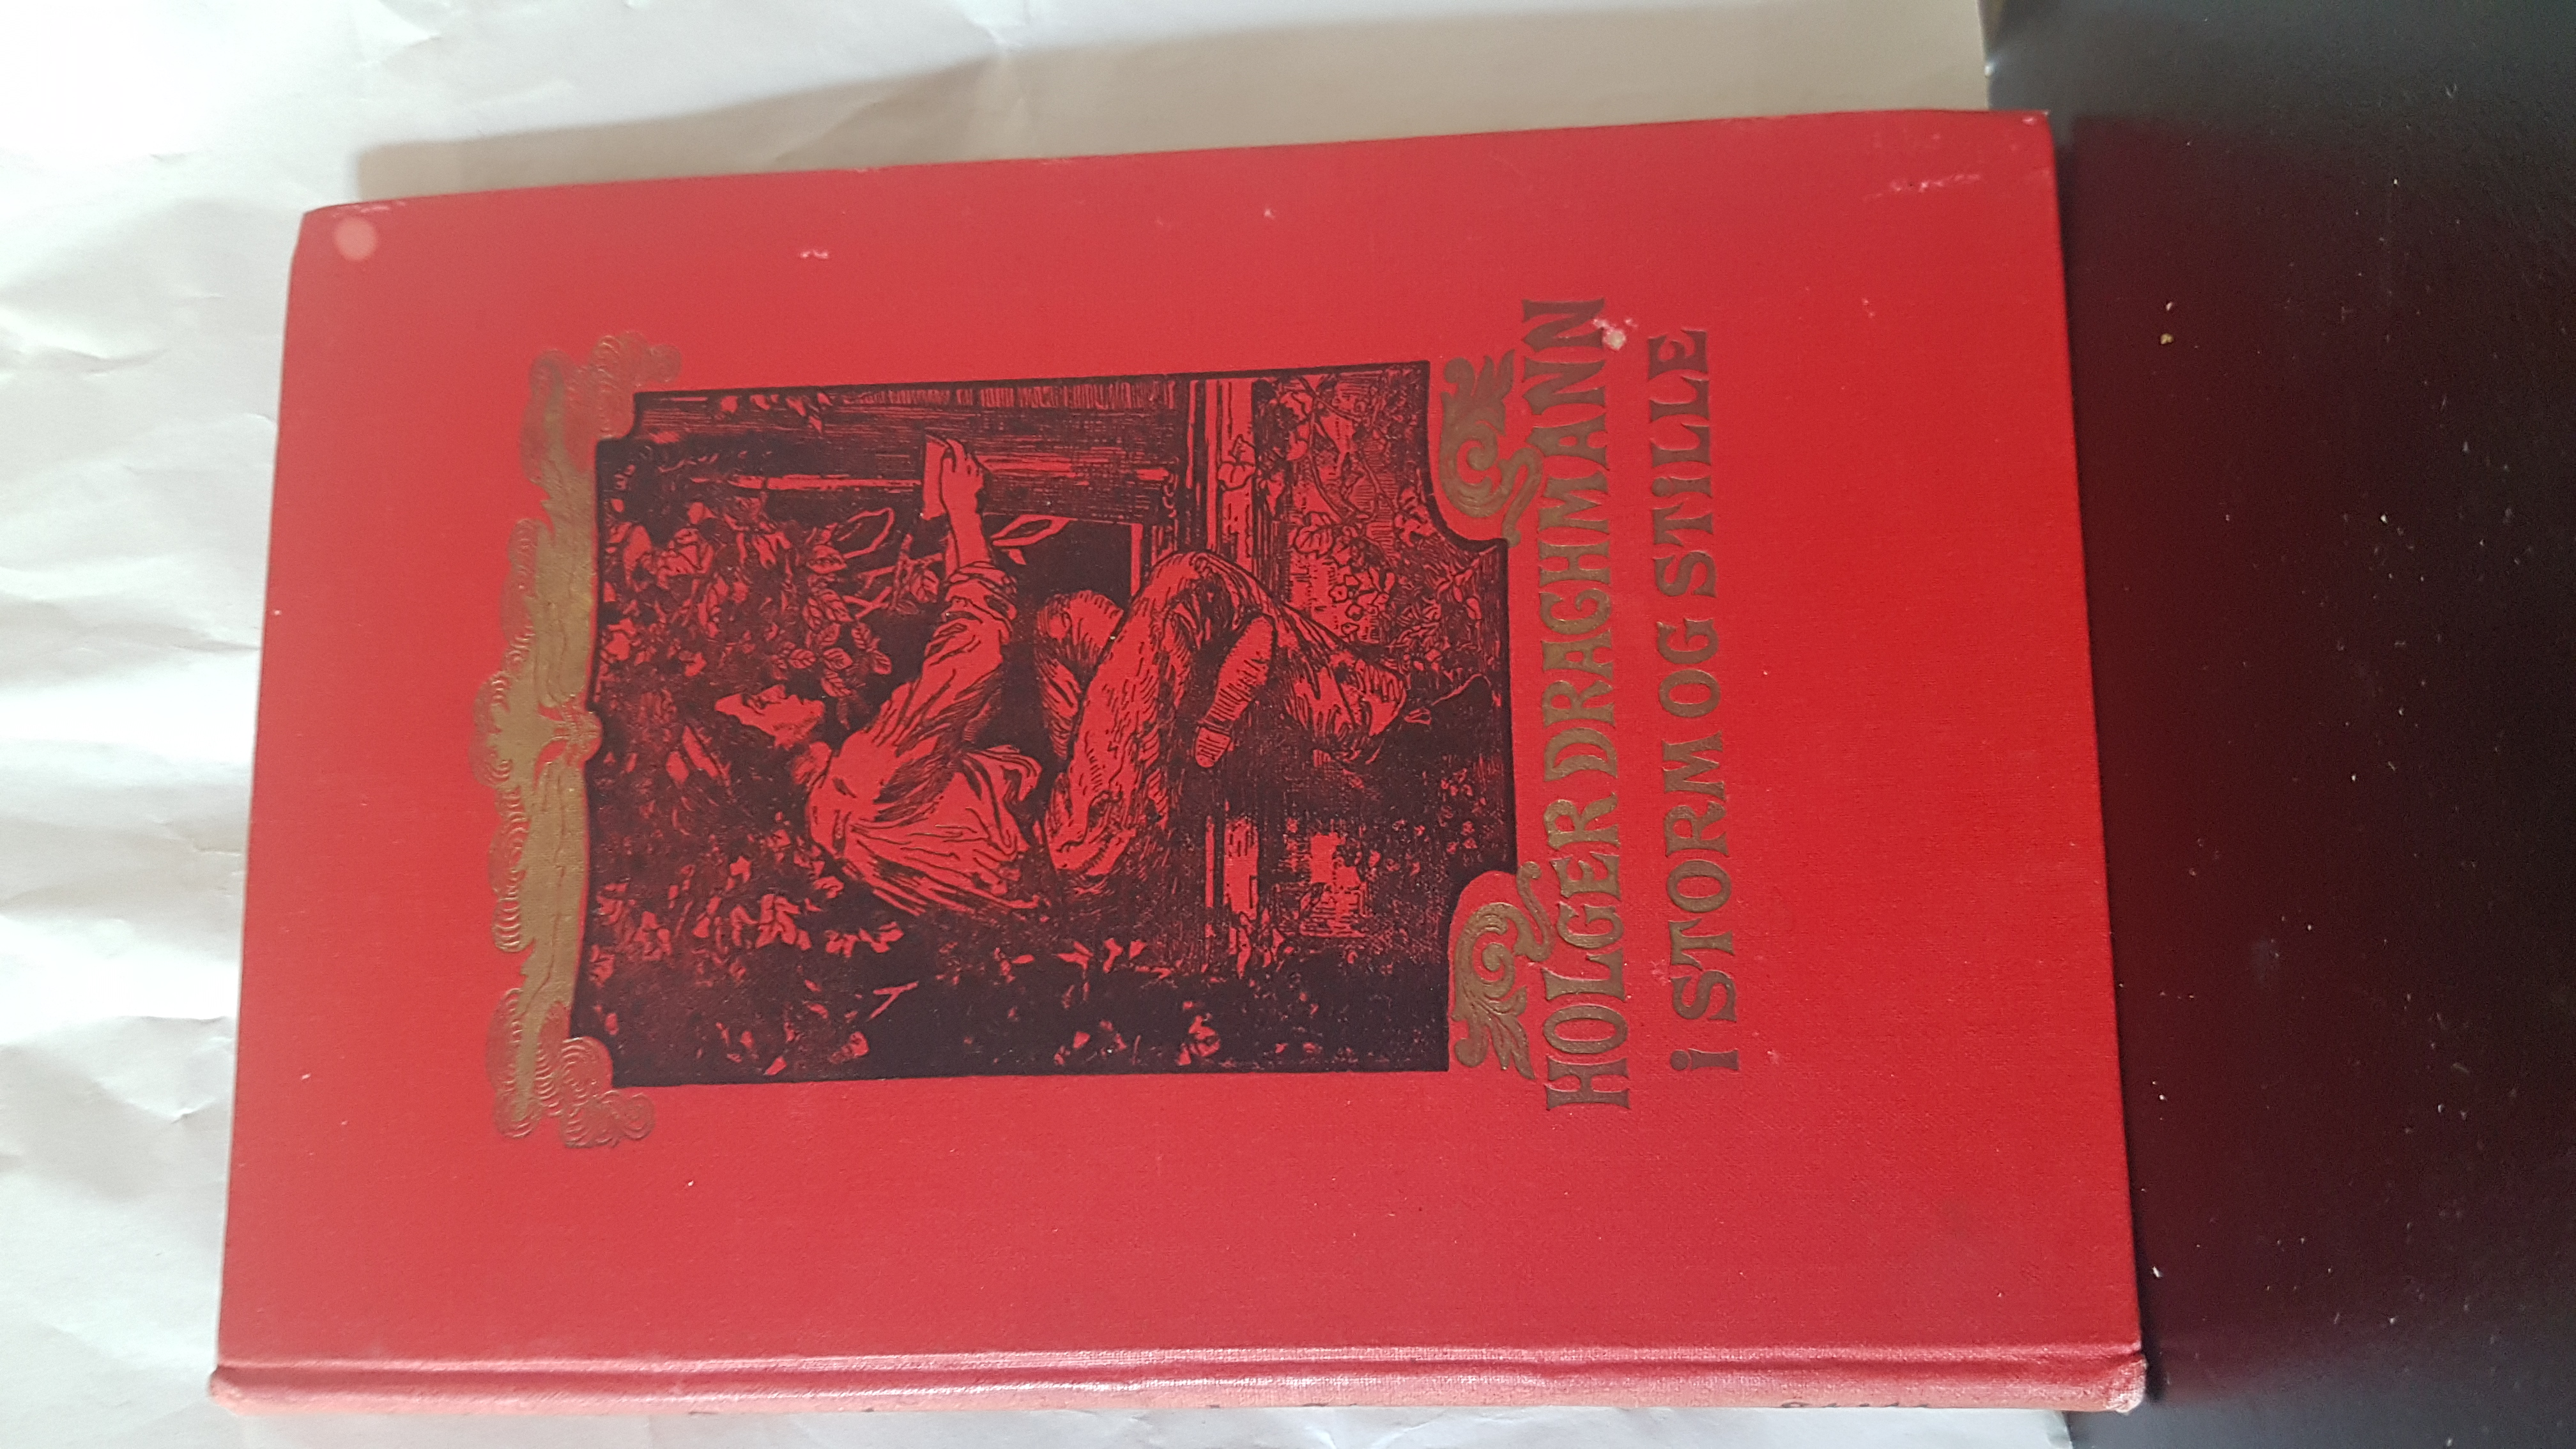 HOLGER DRACHMANN
i STORM OG STiLLE